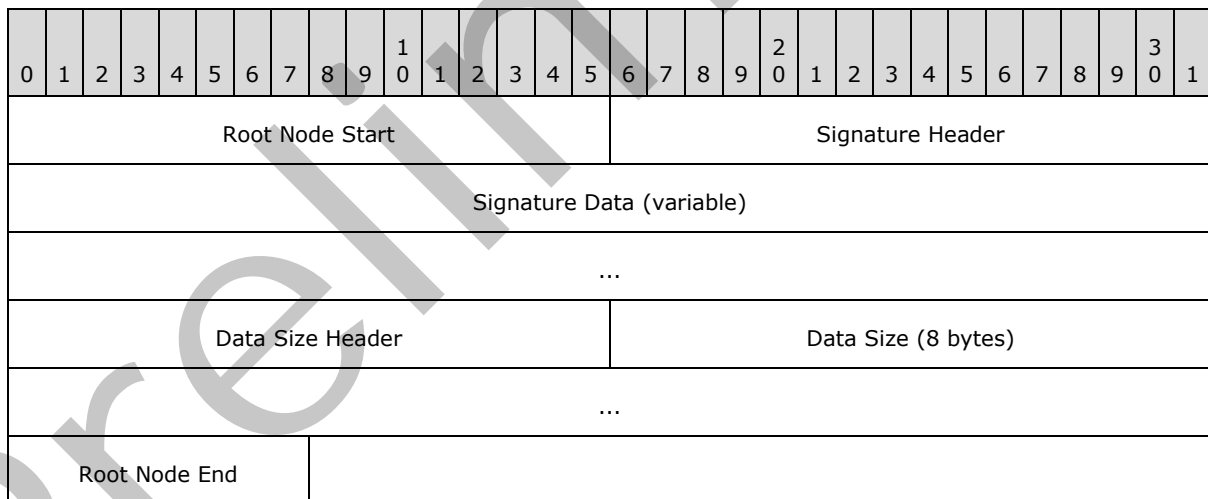 1 2 3
0 1 2 3 4 5 6 7 8 9 0 1 2 3 4 5 6 7 8 9 0 1 2 3 4 5 6 7 8 9 0 1
Root Node Start Signature Header
Signature Data (variable)
...
Data Size Header Data Size (8 bytes)
...
Root Node End
Prelim